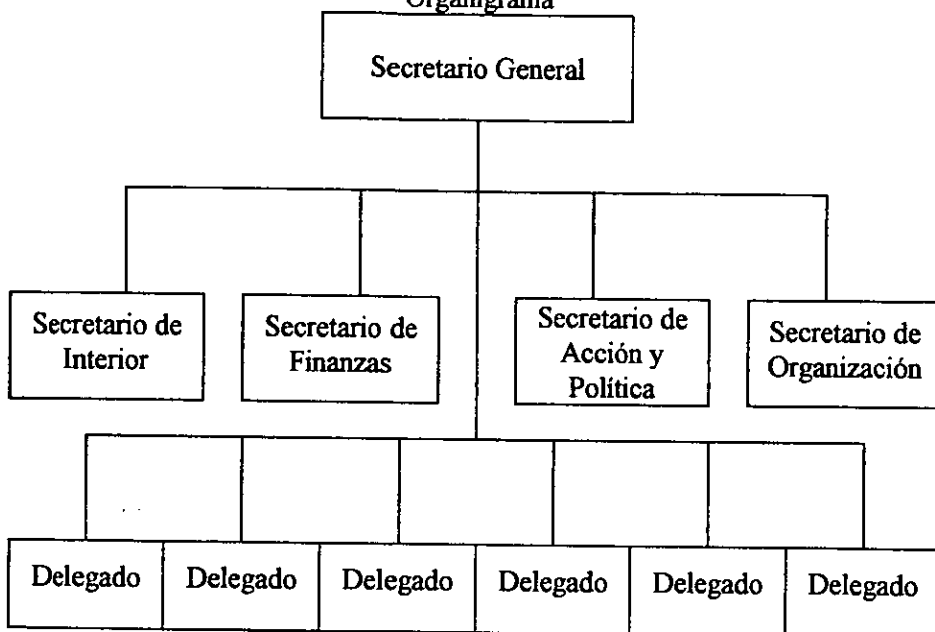 Organigrama
Secretario General
Secretario de
Interior
Secretario de
Finanzas
Secretario de
Acción y
Política
Secretario de
Organización
Delegado
Delegado
Delegado
Delegado
Delegado
Delegado